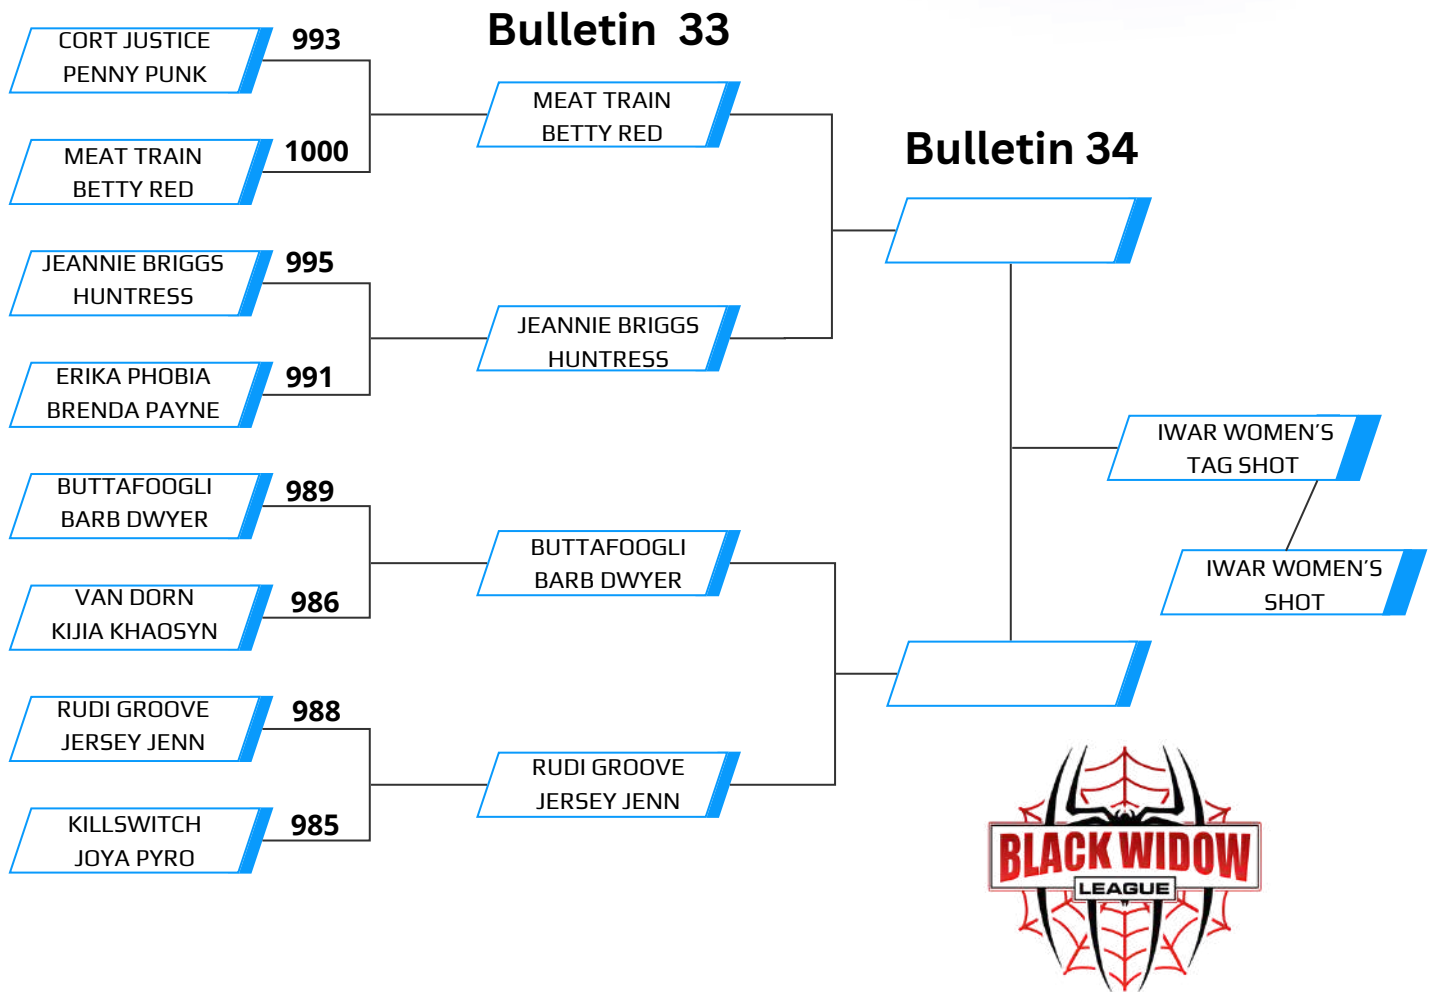 Bulletin 33
CORT JUSTICE
PENNY PUNK
993
MEAT TRAIN
BETTY RED
1000
JEANNIE BRIGGS
HUNTRESS
995
ERIKA PHOBIA
BRENDA PAYNE
991
BUTTAFOOGLI
BARB DWYER
989
VAN DORN
KIJIA KHAOSYN
986
RUDI GROOVE
JERSEY JENN
988
KILLSWITCH
JOYA PYRO
985
MEAT TRAIN
BETTY RED
JEANNIE BRIGGS
HUNTRESS
BUTTAFOOGLI
BARB DWYER
RUDI GROOVE
JERSEY JENN
Bulletin 34
IWAR WOMEN'S
TAG SHOT
IWAR WOMEN'S
SHOT
BLACK WIDOW
LEAGUE